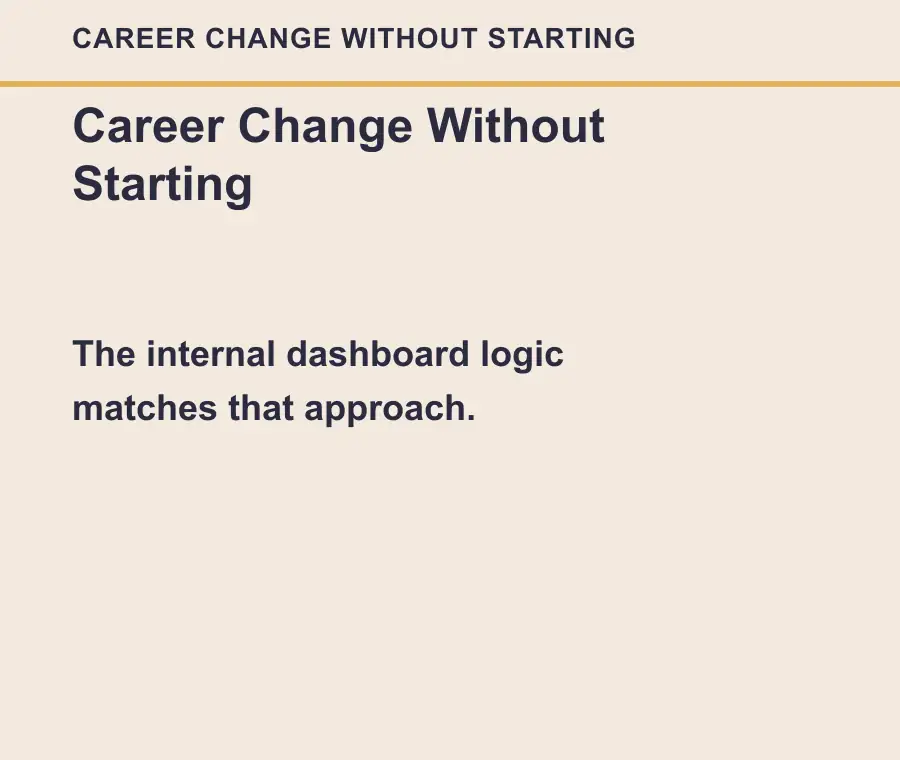 CAREER CHANGE WITHOUT STARTING
Career Change Without
Starting
The internal dashboard logic
matches that approach.